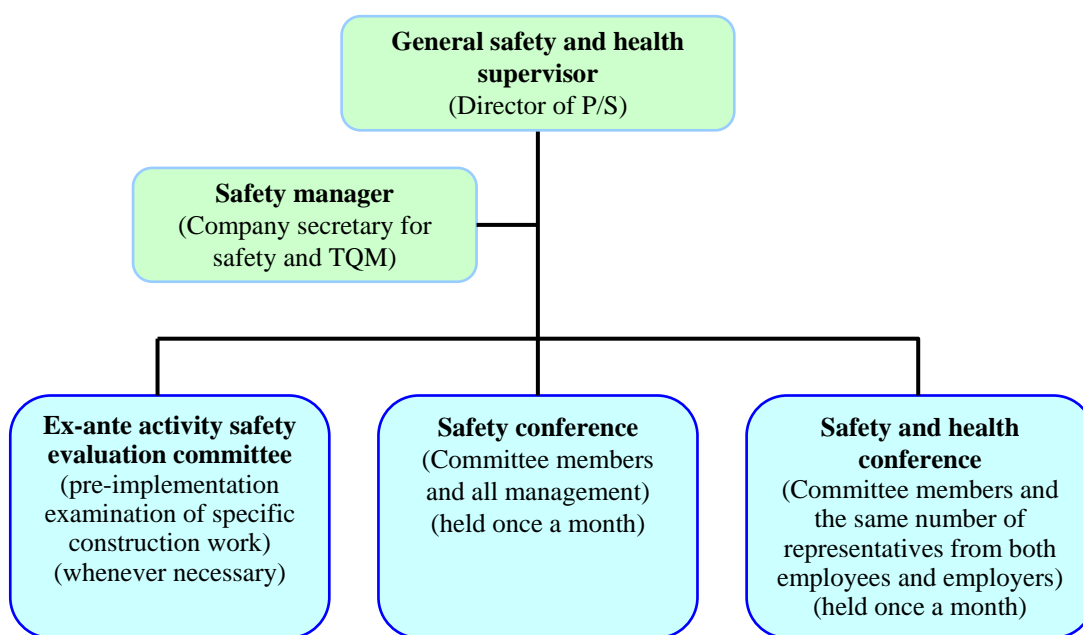 General safety and health
supervisor
(Director of P/S)
Safety manager
(Company secretary for
safety and TQM)
Ex-ante activity safety
evaluation committee
(pre-implementation
examination of specific
construction work)
(whenever necessary)
Safety conference
(Committee members
and all management)
(held once a month)
Safety and health
conference
(Committee members and
the same number of
representatives from both
employees and employers)
(held once a month)